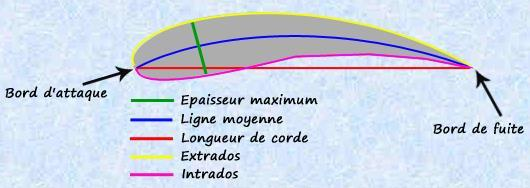 Bord d'attaque
Epaisseur maximum
Ligne moyenne
Longueur de corde
Extrados
Intrados
Bord de fuite